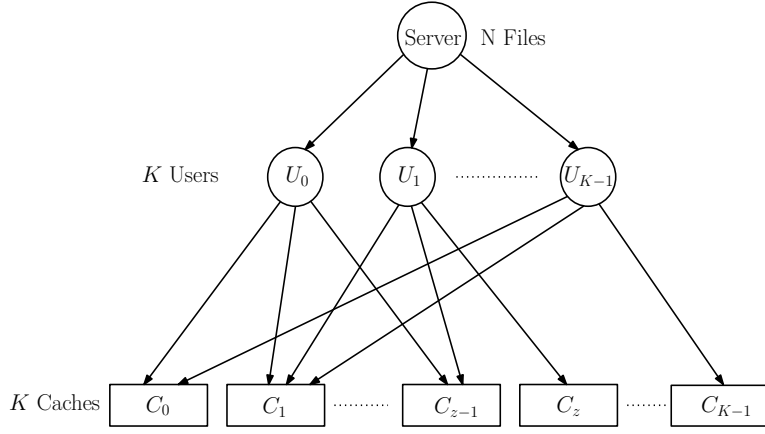 Server N Files
K Users U_0 U_1 U_{K-1}
K Caches C_0 C_1 C_{z-1} C_z C_{K-1}